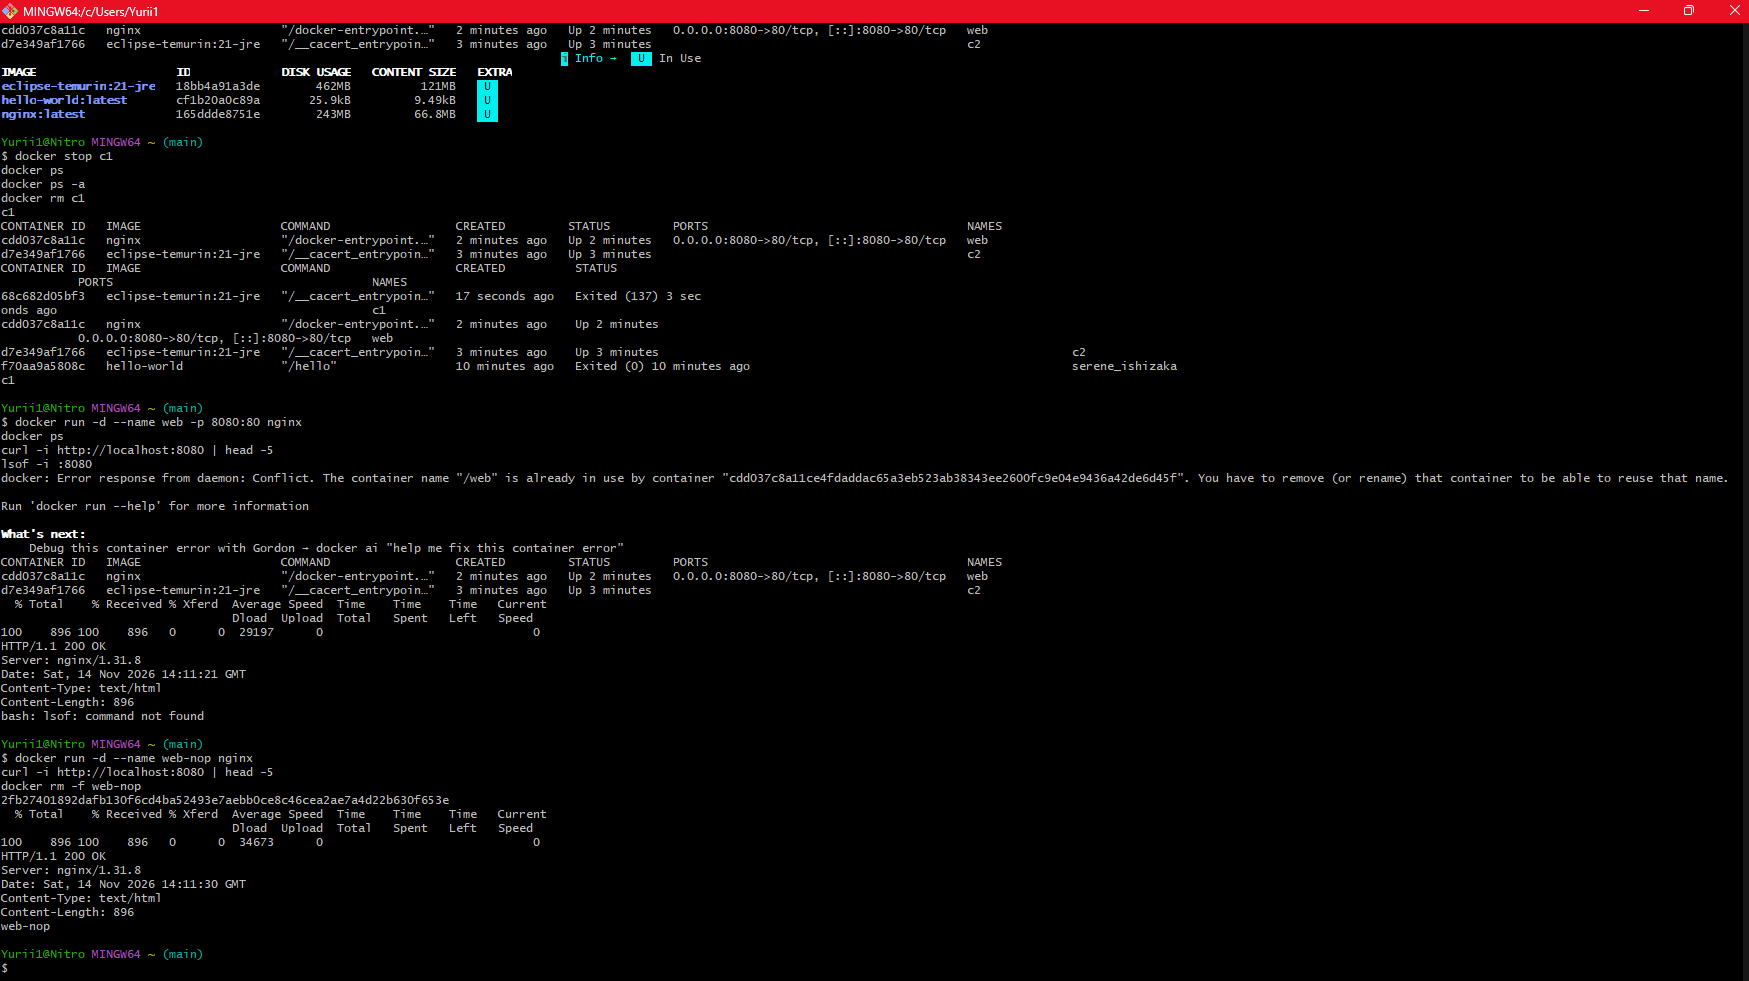 MINGW64:/c/Users/Yurii1
cdd037c8a11c   nginx                    "/docker-entrypoint.…"   2 minutes ago   Up 2 minutes   0.0.0.0:8080->80/tcp, [::]:8080->80/tcp   web
d7e349af1766   eclipse-temurin:21-jre   "/__cacert_entrypoin…"   3 minutes ago   Up 3 minutes                                             c2
i Info →   U  In Use
IMAGE                    ID             DISK USAGE   CONTENT SIZE   EXTRA
eclipse-temurin:21-jre   18bb4a91a3de        462MB          121MB    U
hello-world:latest       cf1b20a0c89a       25.9kB         9.49kB    U
nginx:latest             165ddde8751e        243MB         66.8MB    U
Yurii1@Nitro MINGW64 ~ (main)
$ docker stop c1
docker ps
docker ps -a
docker rm c1
c1
CONTAINER ID   IMAGE                    COMMAND                  CREATED         STATUS         PORTS                                     NAMES
cdd037c8a11c   nginx                    "/docker-entrypoint.…"   2 minutes ago   Up 2 minutes   0.0.0.0:8080->80/tcp, [::]:8080->80/tcp   web
d7e349af1766   eclipse-temurin:21-jre   "/__cacert_entrypoin…"   3 minutes ago   Up 3 minutes                                             c2
CONTAINER ID   IMAGE                    COMMAND                  CREATED          STATUS
PORTS                                     NAMES
68c682d05bf3   eclipse-temurin:21-jre   "/__cacert_entrypoin…"   17 seconds ago   Exited (137) 3 sec
onds ago                                             c1
cdd037c8a11c   nginx                    "/docker-entrypoint.…"   2 minutes ago    Up 2 minutes
0.0.0.0:8080->80/tcp, [::]:8080->80/tcp   web
d7e349af1766   eclipse-temurin:21-jre   "/__cacert_entrypoin…"   3 minutes ago    Up 3 minutes                                                           c2
f70aa9a5808c   hello-world              "/hello"                 10 minutes ago   Exited (0) 10 minutes ago                                              serene_ishizaka
c1
Yurii1@Nitro MINGW64 ~ (main)
$ docker run -d --name web -p 8080:80 nginx
docker ps
curl -i http://localhost:8080 | head -5
lsof -i :8080
docker: Error response from daemon: Conflict. The container name "/web" is already in use by container "cdd037c8a11ce4fdaddac65a3eb523ab38343ee2600fc9e04e9436a42de6d45f". You have to remove (or rename) that container to be able to reuse that name.
Run 'docker run --help' for more information
What's next:
Debug this container error with Gordon → docker ai "help me fix this container error"
CONTAINER ID   IMAGE                    COMMAND                  CREATED         STATUS         PORTS                                     NAMES
cdd037c8a11c   nginx                    "/docker-entrypoint.…"   2 minutes ago   Up 2 minutes   0.0.0.0:8080->80/tcp, [::]:8080->80/tcp   web
d7e349af1766   eclipse-temurin:21-jre   "/__cacert_entrypoin…"   3 minutes ago   Up 3 minutes                                             c2
% Total    % Received % Xferd  Average Speed  Time    Time    Time   Current
Dload  Upload  Total   Spent   Left   Speed
100    896 100    896   0      0  29197      0                              0
HTTP/1.1 200 OK
Server: nginx/1.31.8
Date: Sat, 14 Nov 2026 14:11:21 GMT
Content-Type: text/html
Content-Length: 896
bash: lsof: command not found
Yurii1@Nitro MINGW64 ~ (main)
$ docker run -d --name web-nop nginx
curl -i http://localhost:8080 | head -5
docker rm -f web-nop
2fb27401892dafb130f6cd4ba52493e7aebb0ce8c46cea2ae7a4d22b630f653e
% Total    % Received % Xferd  Average Speed  Time    Time    Time   Current
Dload  Upload  Total   Spent   Left   Speed
100    896 100    896   0      0  34673      0                              0
HTTP/1.1 200 OK
Server: nginx/1.31.8
Date: Sat, 14 Nov 2026 14:11:30 GMT
Content-Type: text/html
Content-Length: 896
web-nop
Yurii1@Nitro MINGW64 ~ (main)
$